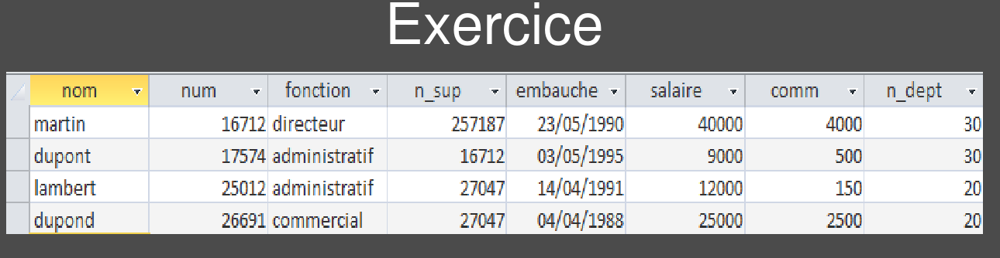 Exercice
nom num fonction n_sup embauche salaire comm n_dept
martin 16712 directeur 257187 23/05/1990 40000 4000 30
dupont 17574 administratif 16712 03/05/1995 9000 500 30
lambert 25012 administratif 27047 14/04/1991 12000 150 20
dupond 26691 commercial 27047 04/04/1988 25000 2500 20